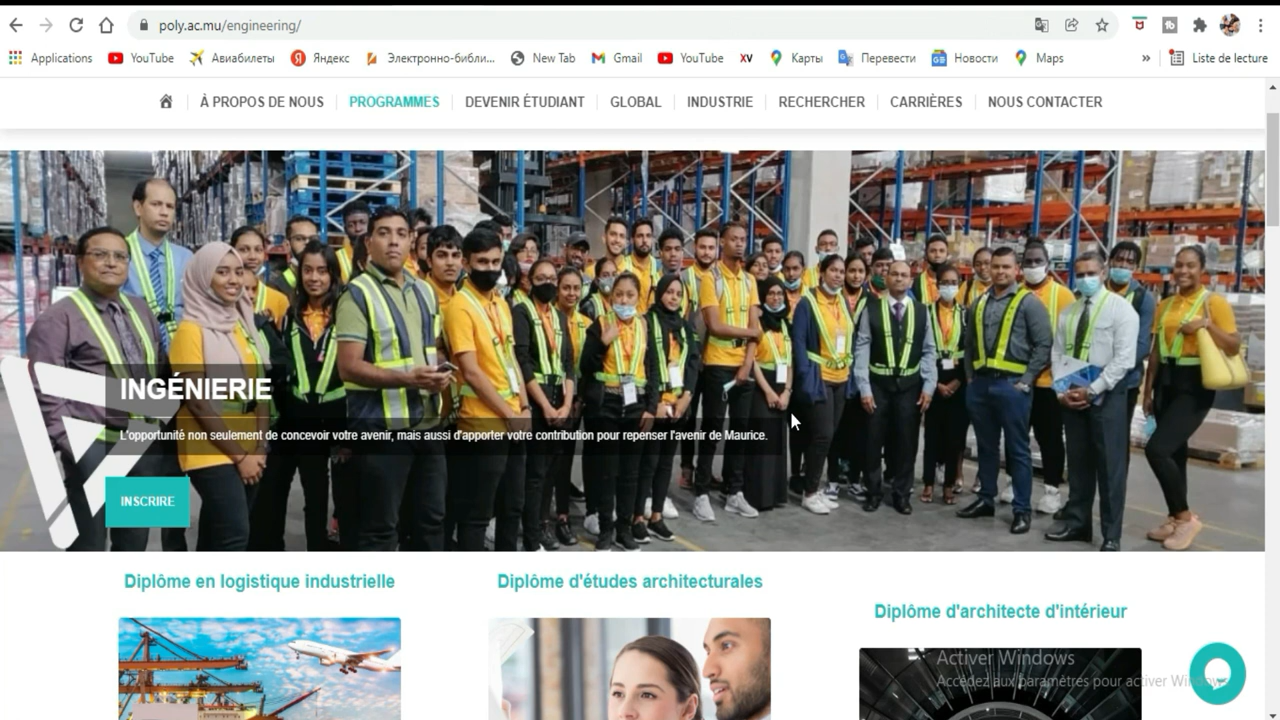 poly.ac.mu/engineering/
Applications YouTube Авиабилеты Яндекс Электронно-библи... New Tab Gmail YouTube XV Карты Перевести Новости Maps » Liste de lecture
À PROPOS DE NOUS PROGRAMMES DEVENIR ÉTUDIANT GLOBAL INDUSTRIE RECHERCHER CARRIÈRES NOUS CONTACTER
INGÉNIERIE
L'opportunité non seulement de concevoir votre avenir, mais aussi d'apporter votre contribution pour repenser l'avenir de Maurice.
INSCRIRE
Diplôme en logistique industrielle
Diplôme d'études architecturales
Diplôme d'architecte d'intérieur
Activer Windows
Accédez aux paramètres pour activer Windows.